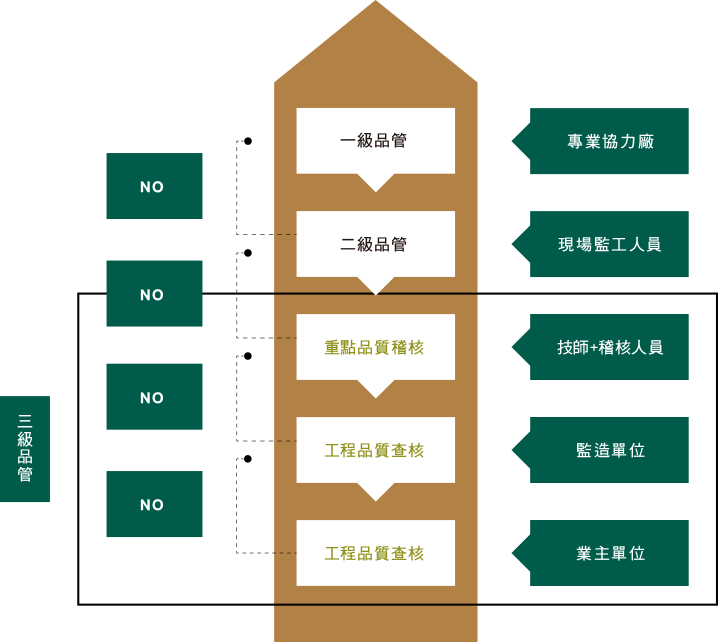 一級品管
專業協力廠
NO
二級品管
現場監工人員
NO
重點品質稽核
技師+稽核人員
NO
三級品管
工程品質查核
監造單位
NO
工程品質查核
業主單位